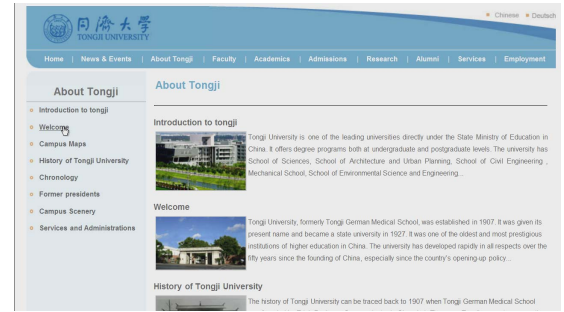 Chinese Deutsch
同濟大學
TONGJI UNIVERSITY
Home | News & Events | About Tongji | Faculty | Academics | Admissions | Research | Alumni | Services | Employment
About Tongji
Introduction to tongji
Welcome
Campus Maps
History of Tongji University
Chronology
Former presidents
Campus Scenery
Services and Administrations
About Tongji
Introduction to tongji
Tongji University is one of the leading universities directly under the State Ministry of Education in
China. It offers degree programs both at undergraduate and postgraduate levels. The university has
School of Sciences, School of Architecture and Urban Planning, School of Civil Engineering ,
Mechanical School, School of Environmental Science and Engineering...
Welcome
Tongji University, formerly Tongji German Medical School, was established in 1907. It was given its
present name and became a state university in 1927. It was one of the oldest and most prestigious
institutions of higher education in China. The university has developed rapidly in all respects over the
fifty years since the founding of China, especially since the country's opening-up policy...
History of Tongji University
The history of Tongji University can be traced back to 1907 when Tongji German Medical School